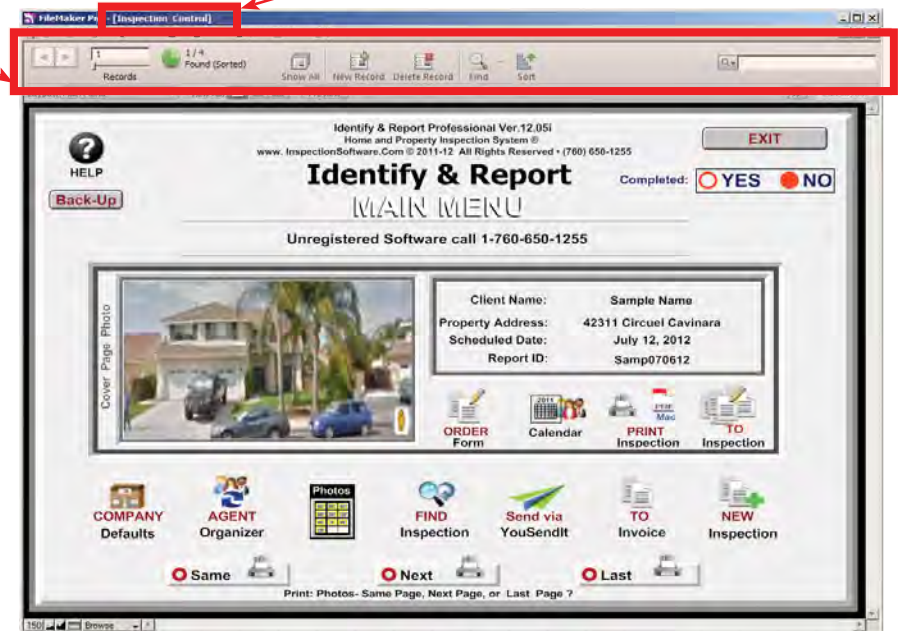 FileMaker Pro - [Inspection Control]
1
Records
1 / 4
Found (Sorted)
Show All
New Record
Delete Record
Find
Sort
Identify & Report Professional Ver.12.05i
Home and Property Inspection System ©
www. InspectionSoftware.Com © 2011-12 All Rights Reserved • (760) 650-1255
EXIT
HELP
Identify & Report
Completed: YES NO
Back-Up
MAIN MENU
Unregistered Software call 1-760-650-1255
Cover Page Photo
Client Name: Sample Name
Property Address: 42311 Circuel Cavinara
Scheduled Date: July 12, 2012
Report ID: Samp070612
2011
PDF
Mac
ORDER
Form
Calendar
PRINT
Inspection
TO
Inspection
COMPANY
Defaults
AGENT
Organizer
Photos
FIND
Inspection
Send via
YouSendIt
TO
Invoice
NEW
Inspection
Same
Next
Last
Print: Photos- Same Page, Next Page, or Last Page ?
150
Browse